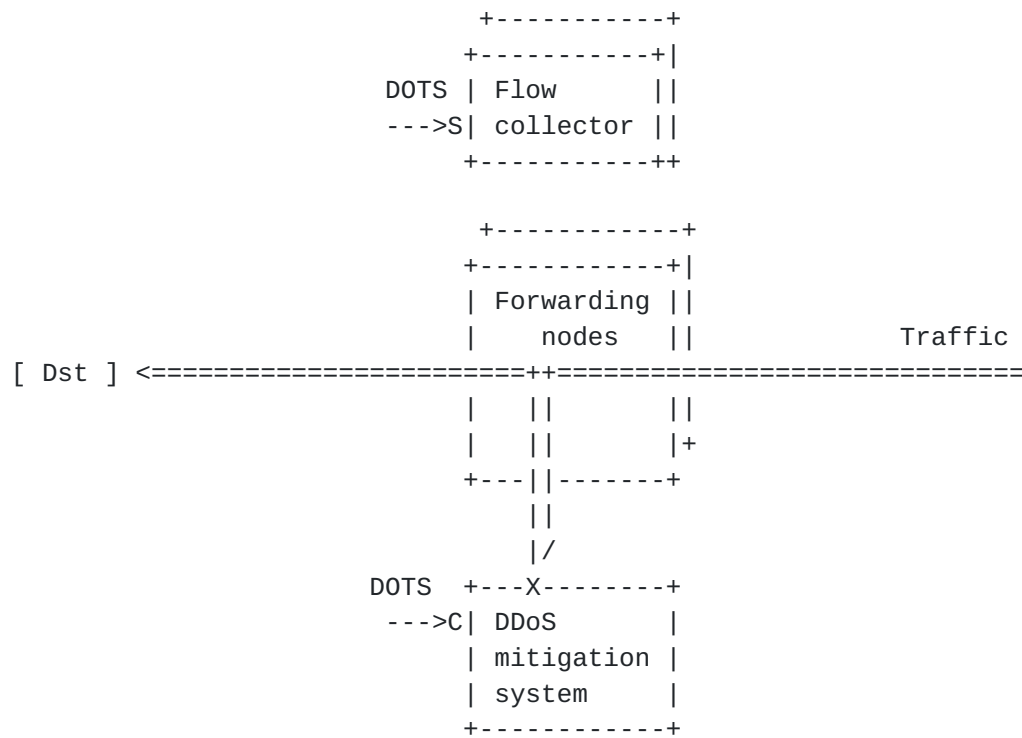 +-----------+
+-----------+|
DOTS | Flow      ||
--->S| collector ||
+-----------++
+------------+
+------------+|
| Forwarding ||
|    nodes   ||             Traffic
[ Dst ] <========================++==============================
|   ||       ||
|   ||       |+
+---||-------+
||
|/
DOTS  +---X--------+
--->C| DDoS       |
| mitigation |
| system     |
+------------+